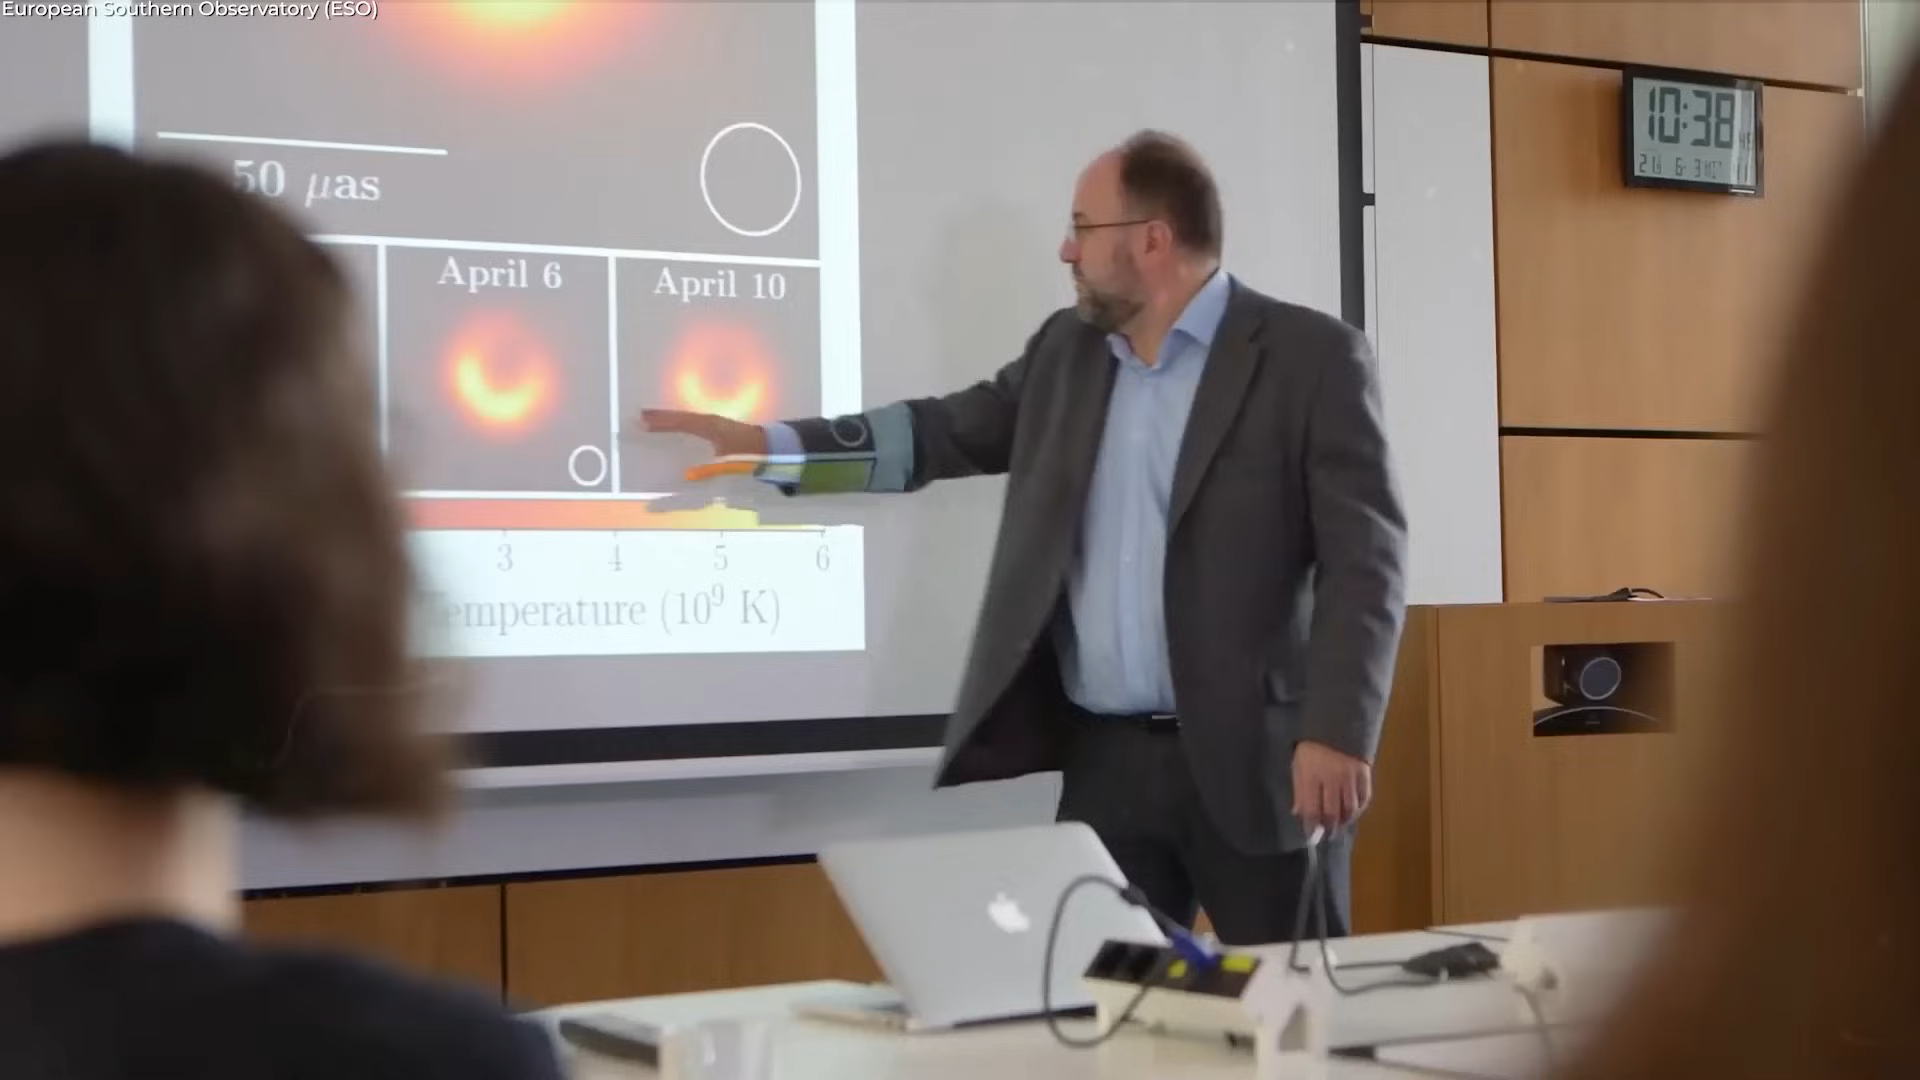 European Southern Observatory (ESO)
50 μas
April 6
April 10
3 4 5 6
Temperature (10⁹ K)
10:38